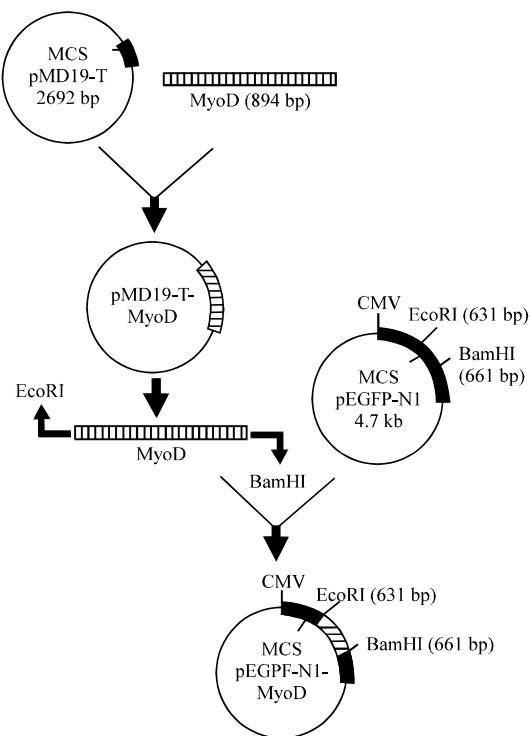 MCS
pMD19-T
2692 bp
MyoD (894 bp)
pMD19-T-
MyoD
CMV
EcoRI (631 bp)
BamHI
(661 bp)
MCS
pEGFP-N1
4.7 kb
EcoRI
MyoD
BamHI
CMV
EcoRI (631 bp)
BamHI (661 bp)
MCS
pEGPF-N1-
MyoD